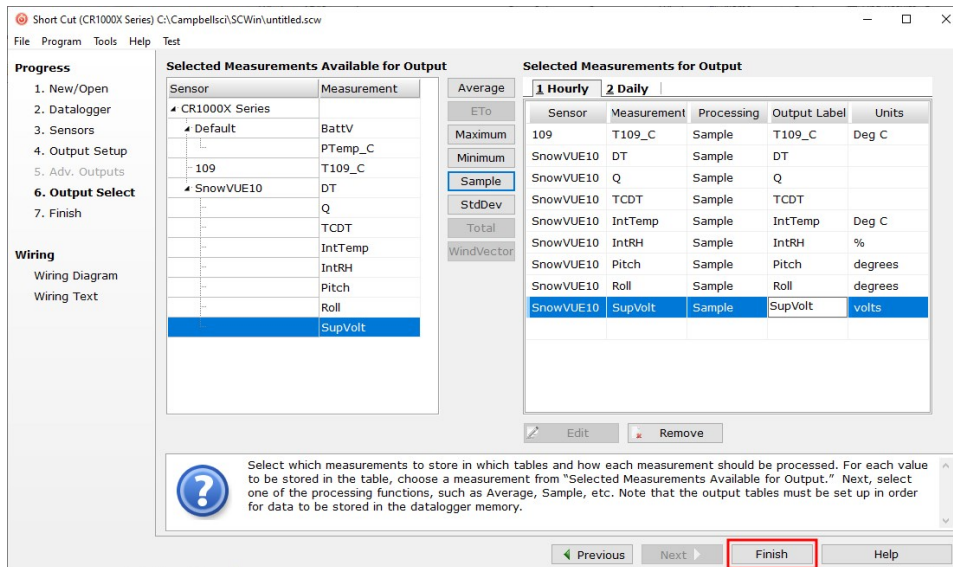 Short Cut (CR1000X Series) C:\Campbellsci\SCWin\untitled.scw
File Program Tools Help Test
Progress
1. New/Open
2. Datalogger
3. Sensors
4. Output Setup
5. Adv. Outputs
6. Output Select
7. Finish
Wiring
Wiring Diagram
Wiring Text
Selected Measurements Available for Output
Sensor Measurement
CR1000X Series
Default BattV
PTemp_C
109 T109_C
SnowVUE10 DT
Q
TCDT
IntTemp
IntRH
Pitch
Roll
SupVolt
Average
ETo
Maximum
Minimum
Sample
StdDev
Total
WindVector
Selected Measurements for Output
1 Hourly 2 Daily
Sensor Measurement Processing Output Label Units
109 T109_C Sample T109_C Deg C
SnowVUE10 DT Sample DT
SnowVUE10 Q Sample Q
SnowVUE10 TCDT Sample TCDT
SnowVUE10 IntTemp Sample IntTemp Deg C
SnowVUE10 IntRH Sample IntRH %
SnowVUE10 Pitch Sample Pitch degrees
SnowVUE10 Roll Sample Roll degrees
SnowVUE10 SupVolt Sample SupVolt volts
Edit Remove
Select which measurements to store in which tables and how each measurement should be processed. For each value
to be stored in the table, choose a measurement from "Selected Measurements Available for Output." Next, select
one of the processing functions, such as Average, Sample, etc. Note that the output tables must be set up in order
for data to be stored in the datalogger memory.
Previous Next Finish Help